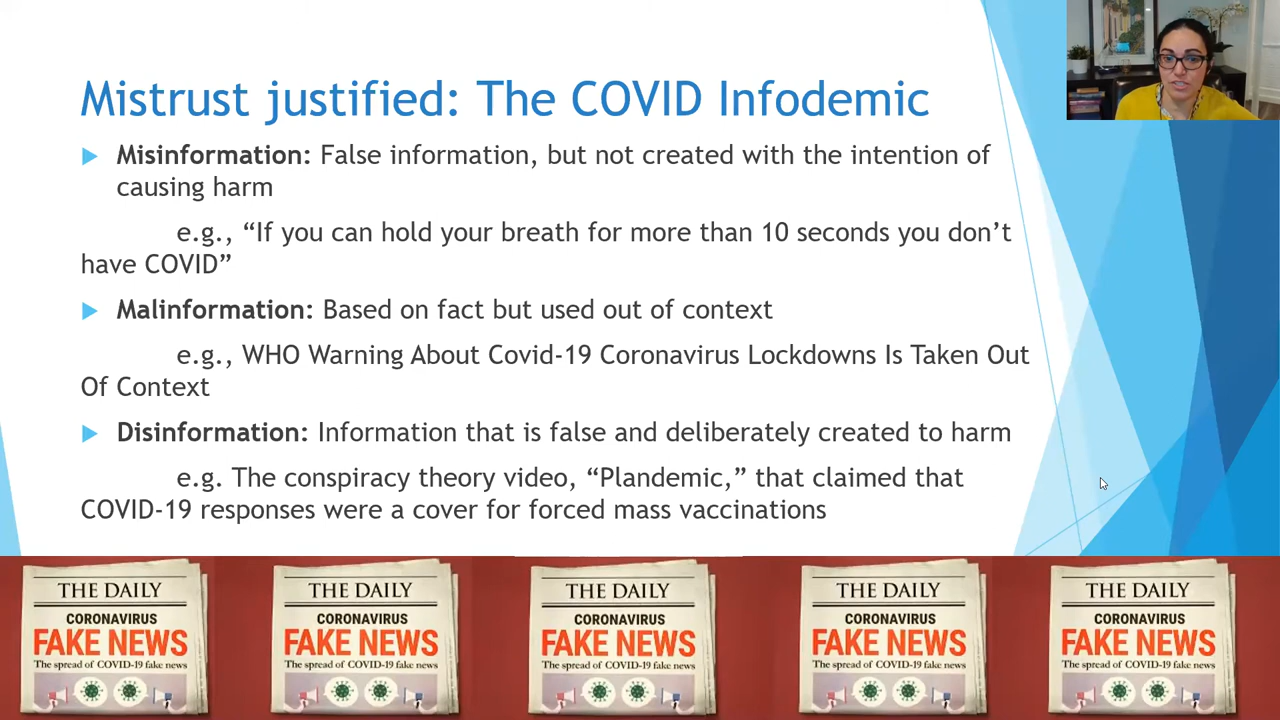 Mistrust justified: The COVID Infodemic
Misinformation: False information, but not created with the intention of
causing harm
e.g., “If you can hold your breath for more than 10 seconds you don’t
have COVID”
Malinformation: Based on fact but used out of context
e.g., WHO Warning About Covid-19 Coronavirus Lockdowns Is Taken Out
Of Context
Disinformation: Information that is false and deliberately created to harm
e.g. The conspiracy theory video, “Plandemic,” that claimed that
COVID-19 responses were a cover for forced mass vaccinations
THE DAILY
CORONAVIRUS
FAKE NEWS
The spread of COVID-19 fake news
THE DAILY
CORONAVIRUS
FAKE NEWS
The spread of COVID-19 fake news
THE DAILY
CORONAVIRUS
FAKE NEWS
The spread of COVID-19 fake news
THE DAILY
CORONAVIRUS
FAKE NEWS
The spread of COVID-19 fake news
THE DAILY
CORONAVIRUS
FAKE NEWS
The spread of COVID-19 fake news